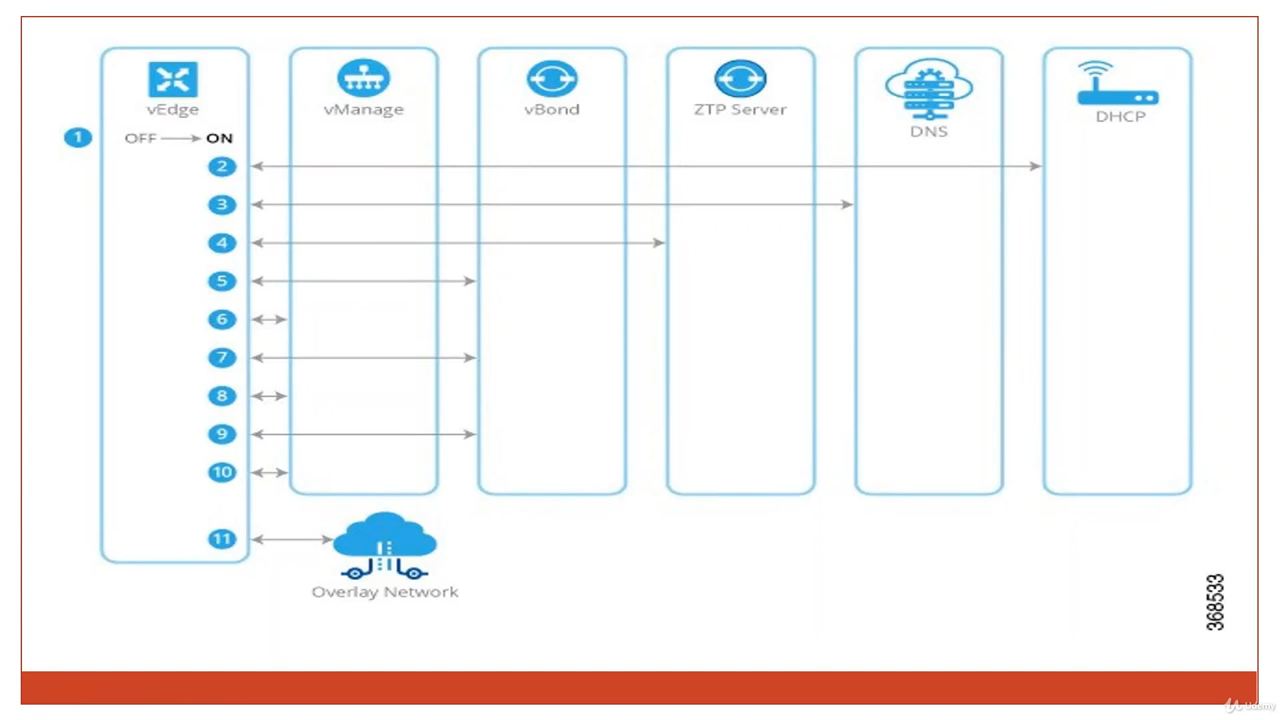 vEdge
vManage
vBond
ZTP Server
DNS
DHCP
1
OFF ON
2
3
4
5
6
7
8
9
10
11
Overlay Network
368533
Udemy